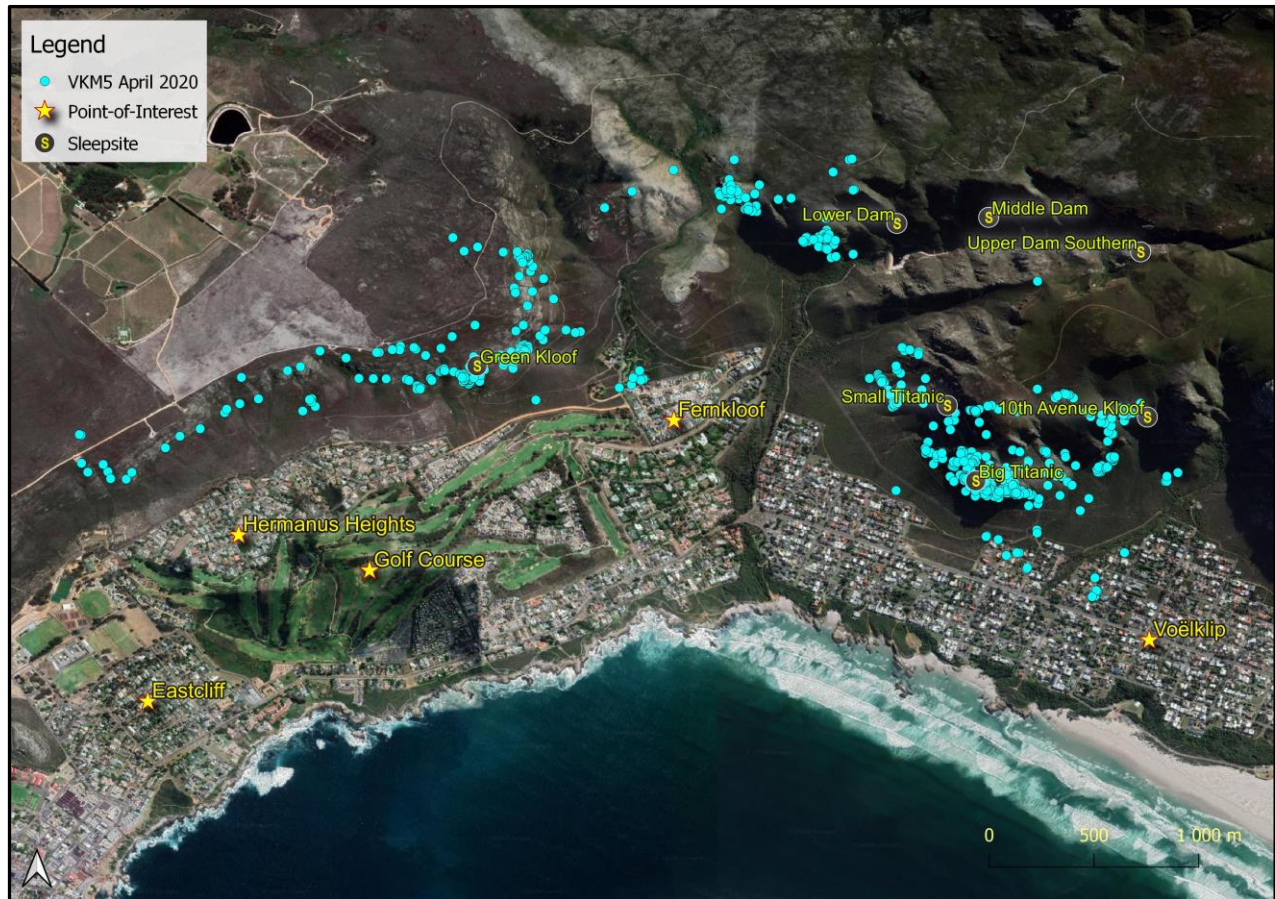 Legend
VKM5 April 2020
Point-of-Interest
S Sleepsite
Lower Dam S
S Middle Dam
Upper Dam Southern S
S Green Kloof
Small Titanic S
10th Avenue Kloof S
Fernkloof
S Big Titanic
Hermanus Heights
Golf Course
Voëlklip
Eastcliff
0 500 1 000 m